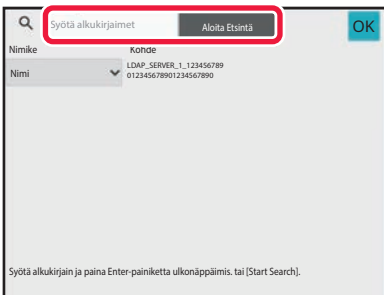 Syötä alkukirjaimet Aloita Etsintä OK
Nimike Kohde
Nimi LDAP_SERVER_1_123456789
012345678901234567890
Syötä alkukirjain ja paina Enter-painiketta ulkonäppäimis. tai [Start Search].